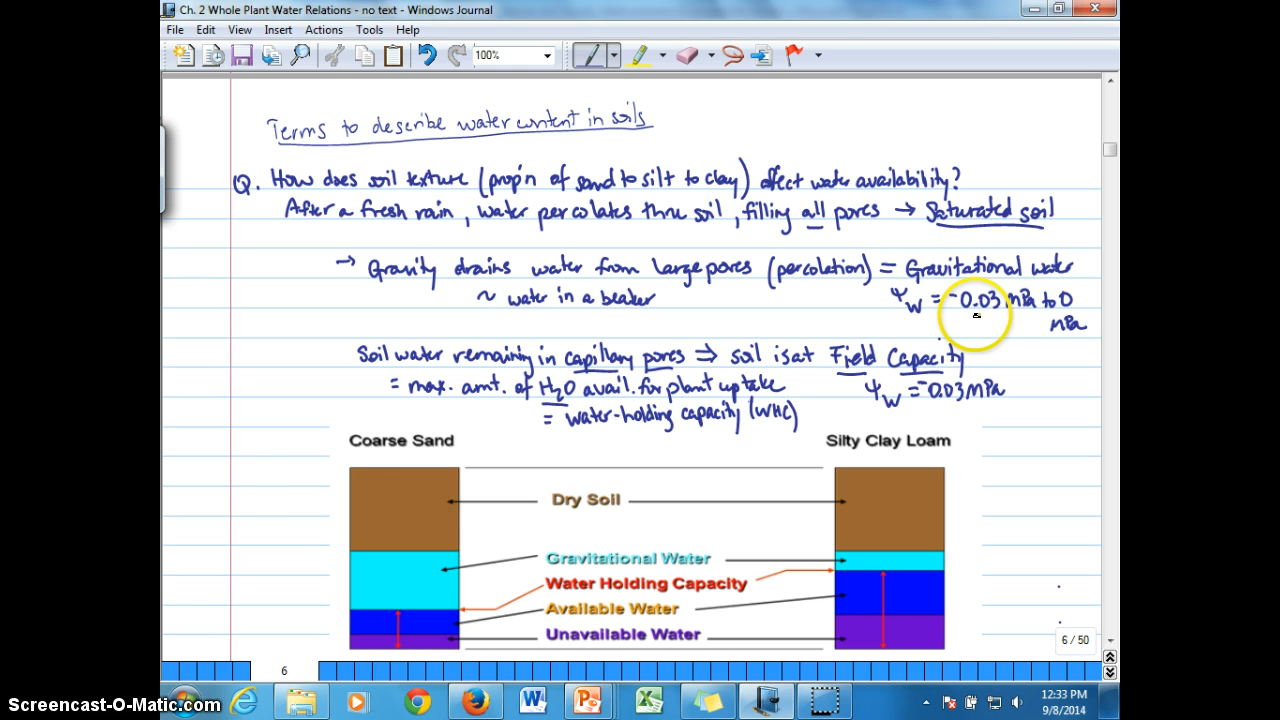 Ch. 2 Whole Plant Water Relations - no text - Windows Journal
File Edit View Insert Actions Tools Help
100%
Terms to describe water content in soils
Q. How does soil texture (prop'n of sand to silt to clay) affect water availability?
After a fresh rain, water percolates thru soil, filling all pores → Saturated soil
→ Gravity drains water from large pores (percolation) = Gravitational water
~ water in a beaker
Ψw = -0.03 MPa to 0
MPa
Soil water remaining in capillary pores ⇒ soil is at Field Capacity
= max. amt. of H2O avail. for plant uptake
Ψw = -0.03 MPa
= water-holding capacity (WHC)
Coarse Sand
Silty Clay Loam
Dry Soil
Gravitational Water
Water Holding Capacity
Available Water
Unavailable Water
6 / 50
6
Screencast-O-Matic.com
12:33 PM
9/8/2014